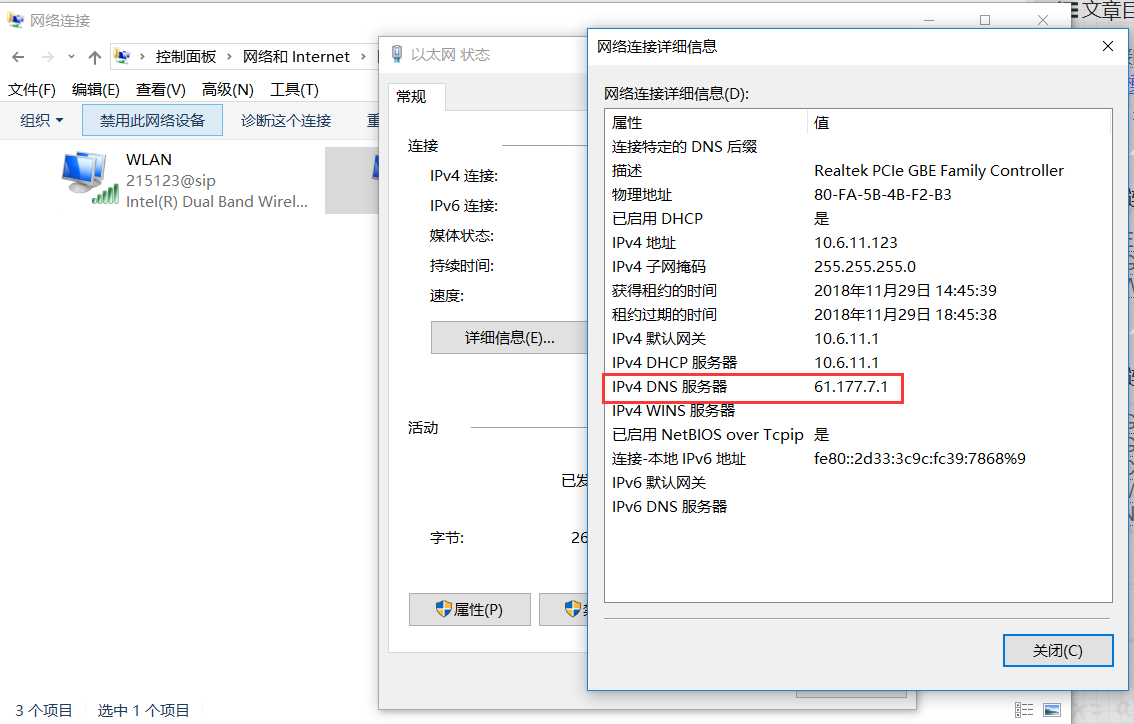 网络连接
控制面板 › 网络和 Internet ›
文件(F) 编辑(E) 查看(V) 高级(N) 工具(T)
组织 禁用此网络设备 诊断这个连接 重
WLAN
215123@sip
Intel(R) Dual Band Wirel...
3 个项目 选中 1 个项目
以太网 状态
常规
连接
IPv4 连接:
IPv6 连接:
媒体状态:
持续时间:
速度:
详细信息(E)...
活动
已发
字节: 26
属性(P)
网络连接详细信息
网络连接详细信息(D):
属性 值
连接特定的 DNS 后缀
描述 Realtek PCIe GBE Family Controller
物理地址 80-FA-5B-4B-F2-B3
已启用 DHCP 是
IPv4 地址 10.6.11.123
IPv4 子网掩码 255.255.255.0
获得租约的时间 2018年11月29日 14:45:39
租约过期的时间 2018年11月29日 18:45:38
IPv4 默认网关 10.6.11.1
IPv4 DHCP 服务器 10.6.11.1
IPv4 DNS 服务器 61.177.7.1
IPv4 WINS 服务器
已启用 NetBIOS over Tcpip 是
连接-本地 IPv6 地址 fe80::2d33:3c9c:fc39:7868%9
IPv6 默认网关
IPv6 DNS 服务器
关闭(C)
文章目